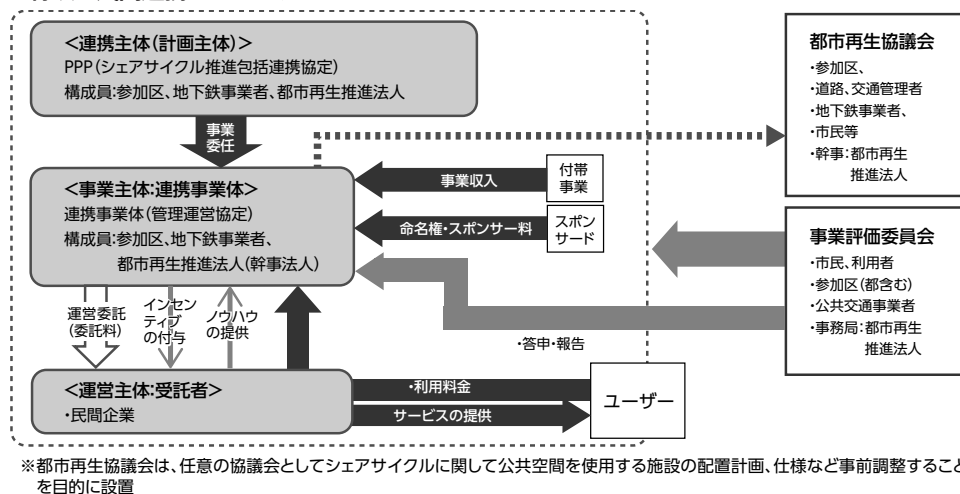 <連携主体(計画主体)>
PPP(シェアサイクル推進包括連携協定)
構成員:参加区、地下鉄事業者、都市再生推進法人
事業
委任
<事業主体:連携事業体>
連携事業体(管理運営協定)
構成員:参加区、地下鉄事業者、
都市再生推進法人(幹事法人)
事業収入
付帯
事業
命名権・スポンサー料
スポン
サード
運営委託
(委託料)
インセン
ティブ
の付与
ノウハウ
の提供
・答申・報告
<運営主体:受託者>
・民間企業
・利用料金
サービスの提供
ユーザー
都市再生協議会
・参加区、
・道路、交通管理者
・地下鉄事業者、
・市民等
・幹事:都市再生
推進法人
事業評価委員会
・市民、利用者
・参加区(都含む)
・公共交通事業者
・事務局:都市再生
推進法人
※都市再生協議会は、任意の協議会としてシェアサイクルに関して公共空間を使用する施設の配置計画、仕様など事前調整すること
を目的に設置